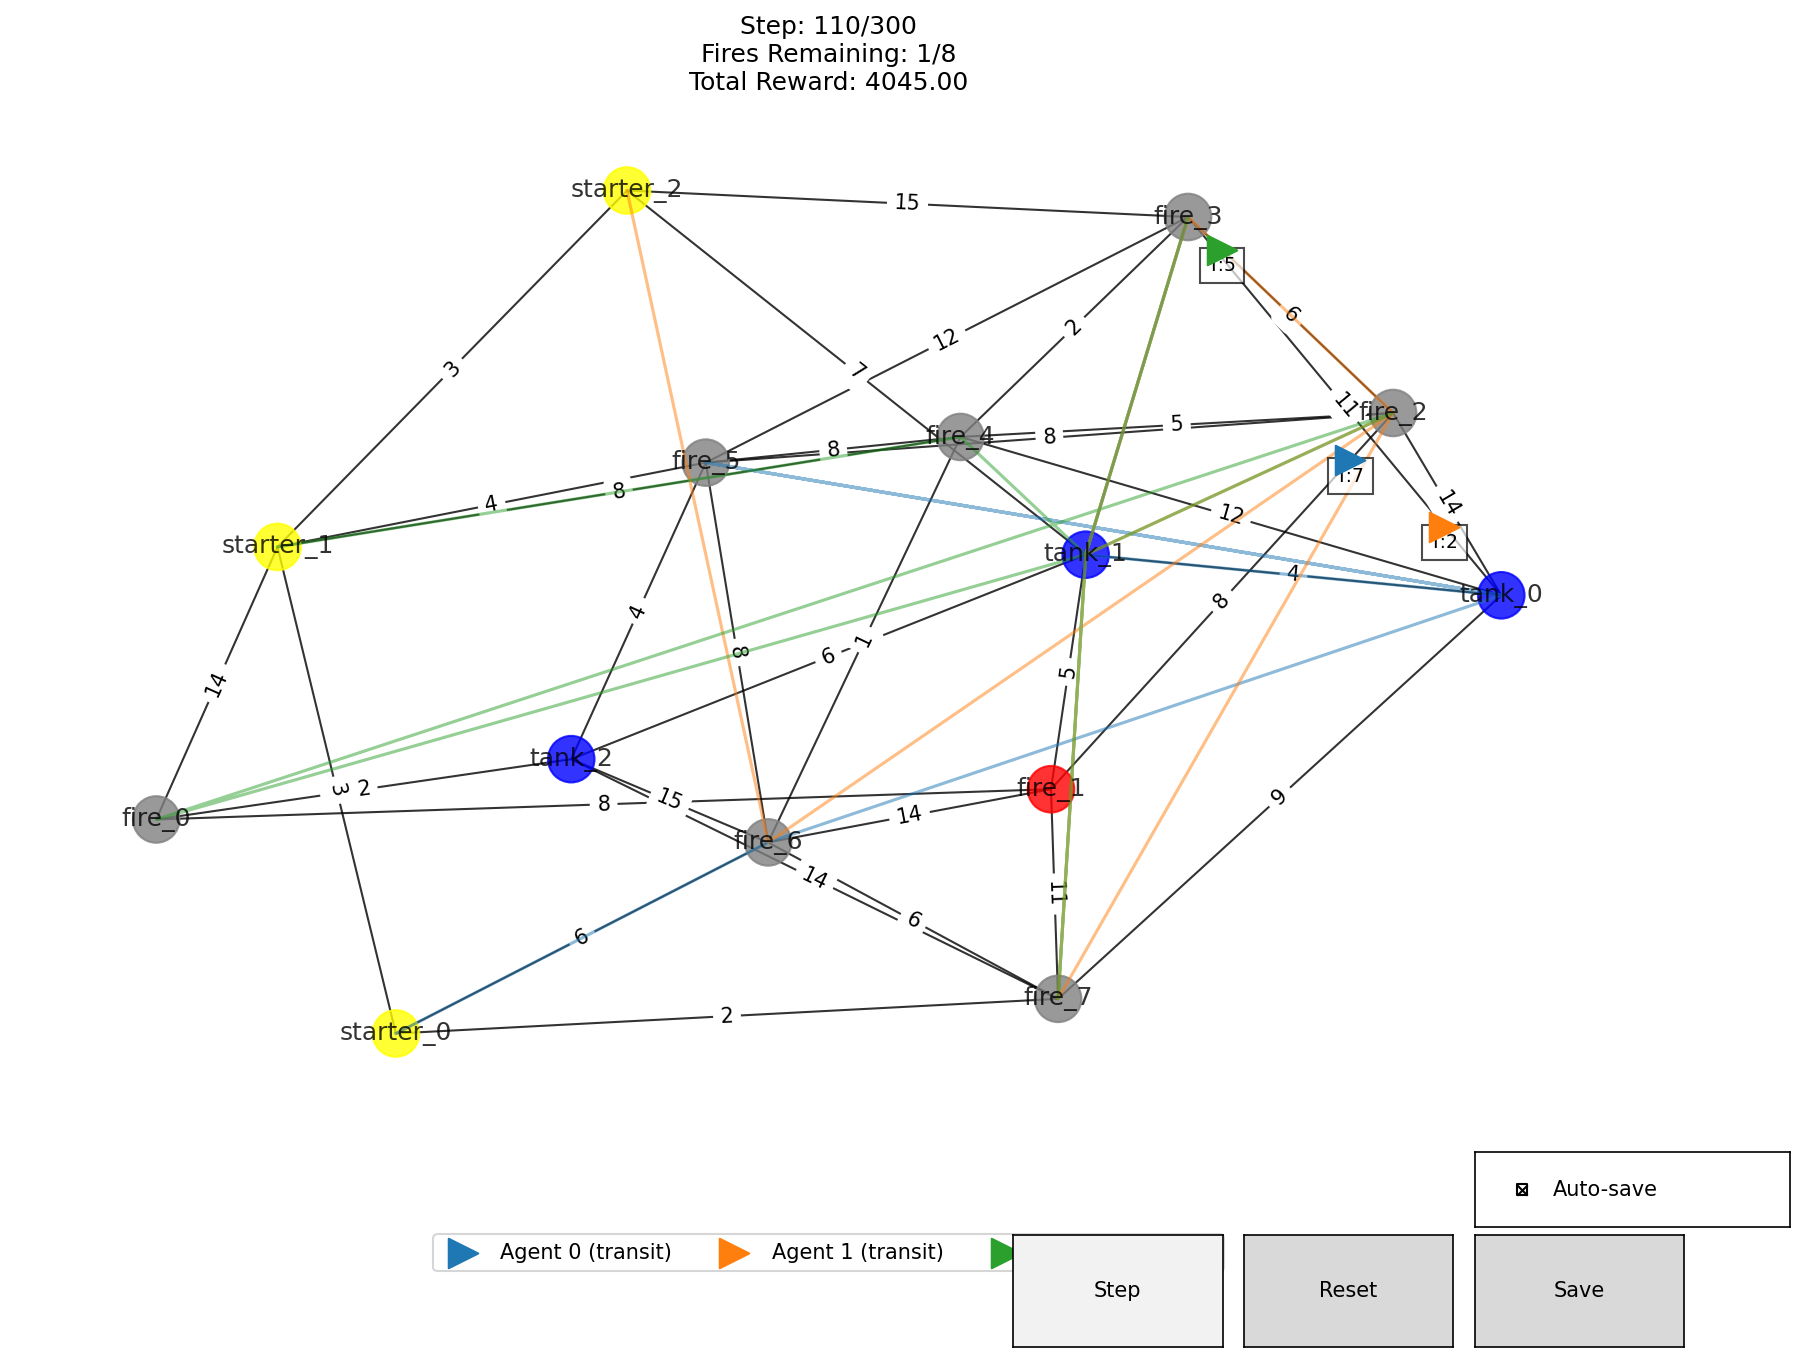 Step: 110/300
Fires Remaining: 1/8
Total Reward: 4045.00
starter_2
15
fire_3
T:5
6
3
7
12
2
11
fire_2
5
8
8
fire_4
fire_5
T:7
4
8
14
12
T:2
starter_1
tank_1
4
tank_0
8
4
8
6
1
5
14
tank_2
fire_1
3
2
15
8
14
9
fire_0
fire_6
14
11
6
6
fire_7
2
starter_0
Auto-save
Agent 0 (transit)
Agent 1 (transit)
Step
Reset
Save